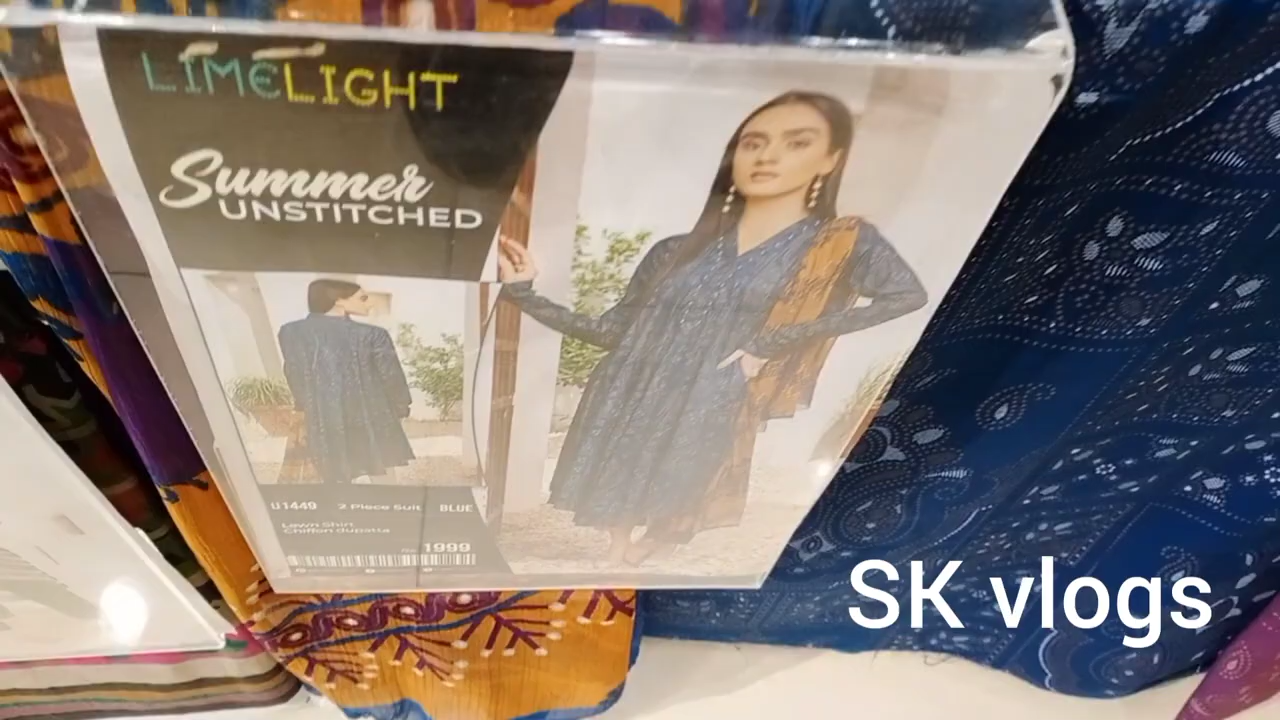 LIMELIGHT
Summer
UNSTITCHED
U1449 2 Piece Suit BLUE
Lawn Shirt
Chiffon dupatta
1999
SK vlogs